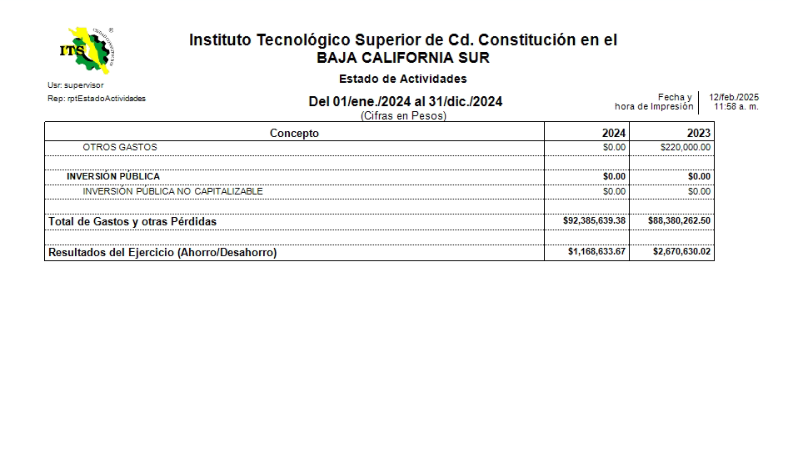 ITS
Instituto Tecnológico Superior de Cd. Constitución en el
BAJA CALIFORNIA SUR
Estado de Actividades
Usr: supervisor
Rep: rptEstadoActividades
Del 01/ene./2024 al 31/dic./2024
(Cifras en Pesos)
Fecha y 12/feb./2025
hora de Impresión 11:58 a. m.
Concepto 2024 2023
OTROS GASTOS $0.00 $220,000.00
INVERSIÓN PÚBLICA $0.00 $0.00
INVERSIÓN PÚBLICA NO CAPITALIZABLE $0.00 $0.00
Total de Gastos y otras Pérdidas $92,385,639.38 $88,380,262.50
Resultados del Ejercicio (Ahorro/Desahorro) $1,168,633.67 $2,670,630.02